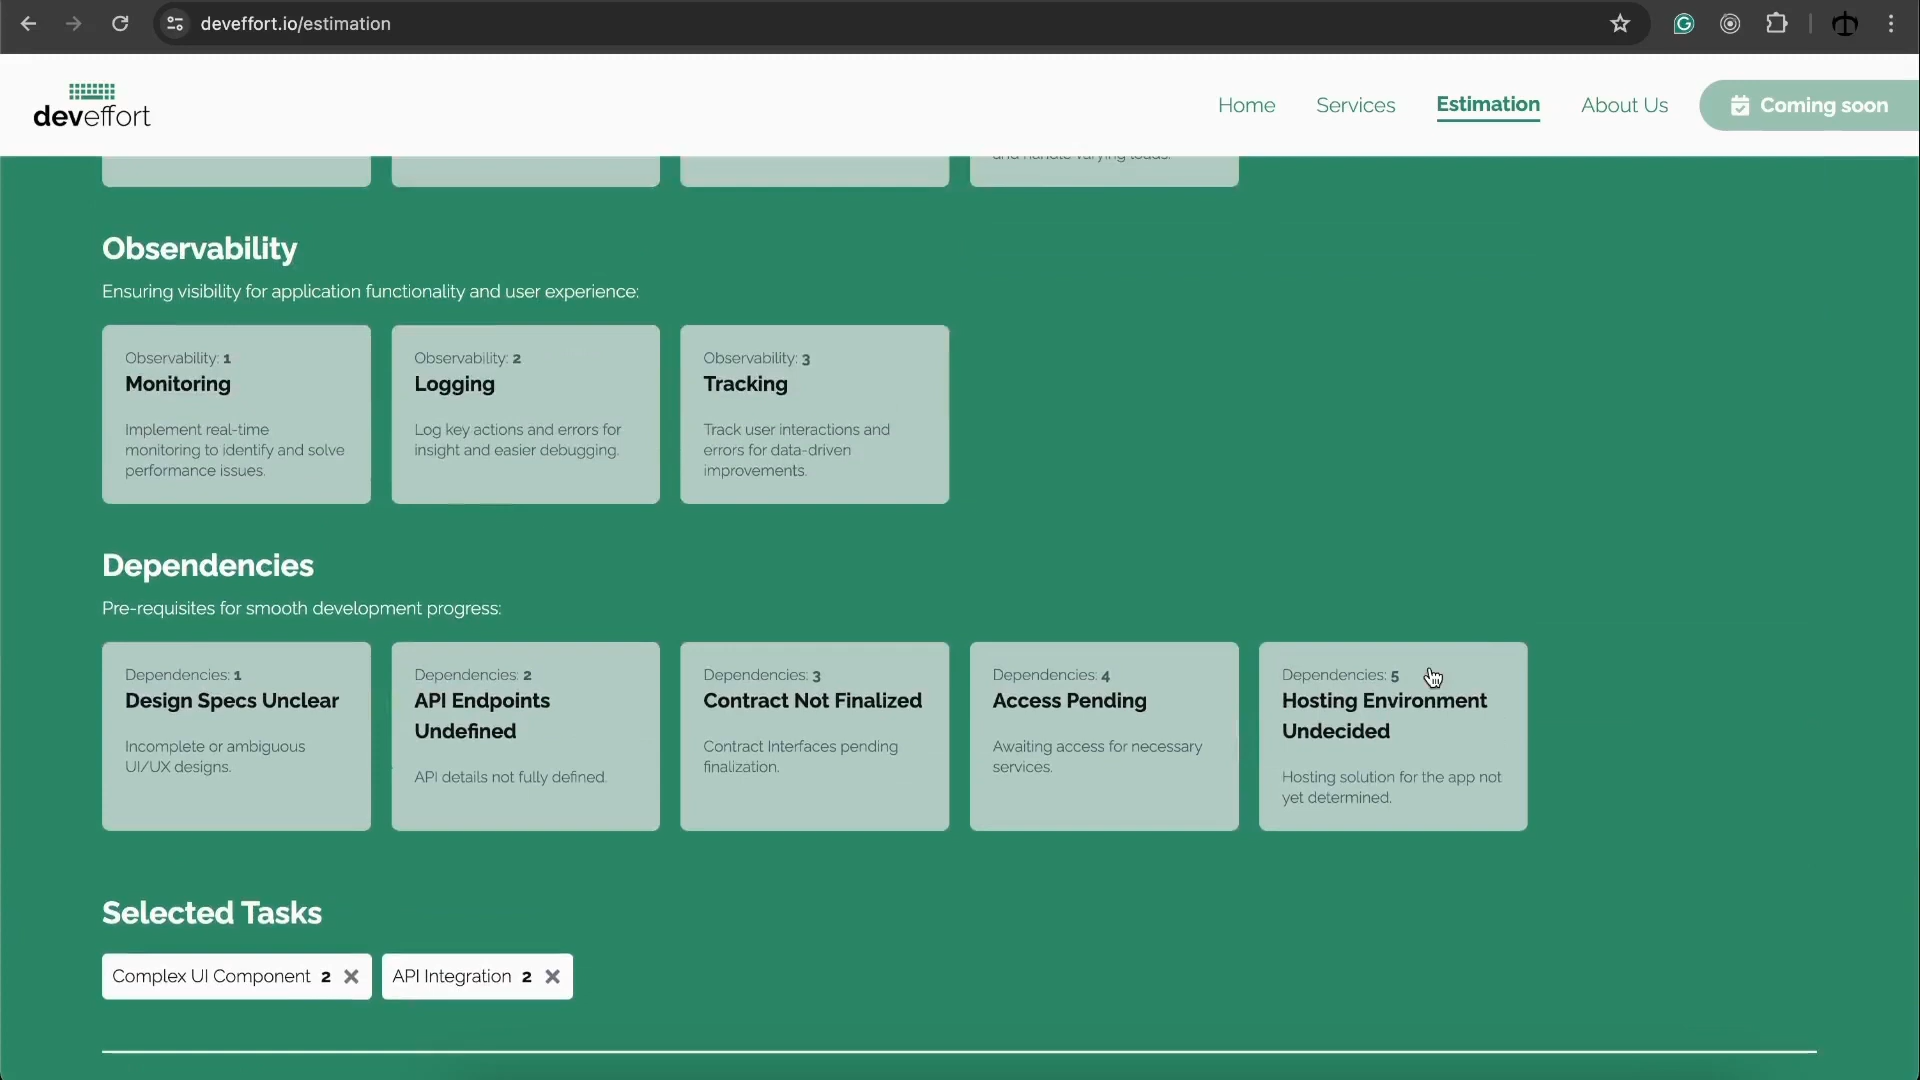 deveffort.io/estimation
deveffort
Home
Services
Estimation
About Us
Coming soon
and handle varying loads.
Observability
Ensuring visibility for application functionality and user experience:
Observability: 1
Monitoring
Implement real-time
monitoring to identify and solve
performance issues.
Observability: 2
Logging
Log key actions and errors for
insight and easier debugging.
Observability: 3
Tracking
Track user interactions and
errors for data-driven
improvements.
Dependencies
Pre-requisites for smooth development progress:
Dependencies: 1
Design Specs Unclear
Incomplete or ambiguous
UI/UX designs.
Dependencies: 2
API Endpoints
Undefined
API details not fully defined.
Dependencies: 3
Contract Not Finalized
Contract Interfaces pending
finalization.
Dependencies: 4
Access Pending
Awaiting access for necessary
services.
Dependencies: 5
Hosting Environment
Undecided
Hosting solution for the app not
yet determined.
Selected Tasks
Complex UI Component 2
API Integration 2